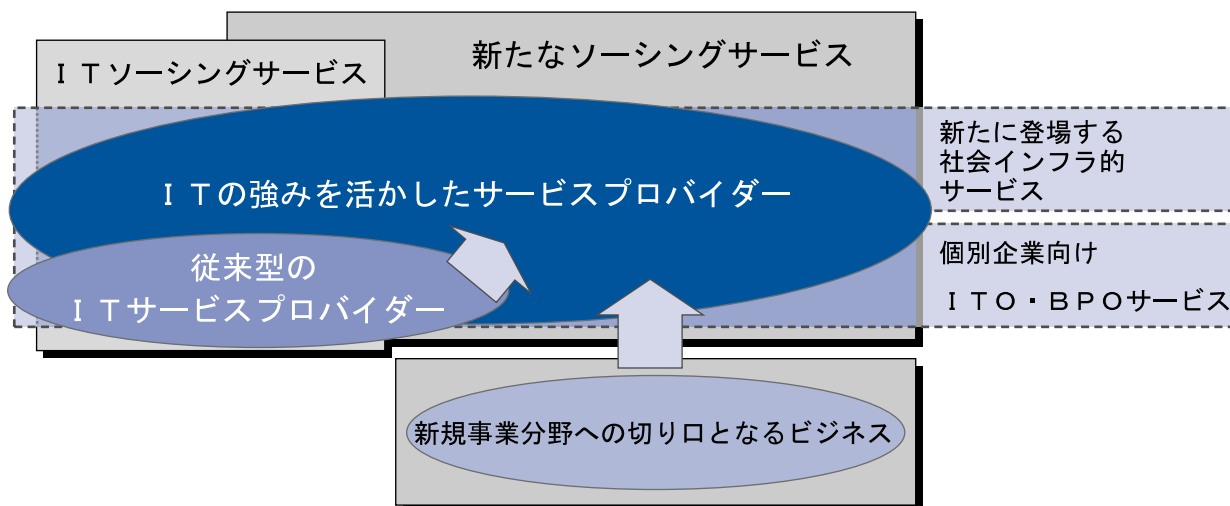 新たなソーシングサービス
ＩＴソーシングサービス
新たに登場する
社会インフラ的
サービス
ＩＴの強みを活かしたサービスプロバイダー
個別企業向け
ＩＴＯ・ＢＰＯサービス
従来型の
ＩＴサービスプロバイダー
新規事業分野への切り口となるビジネス